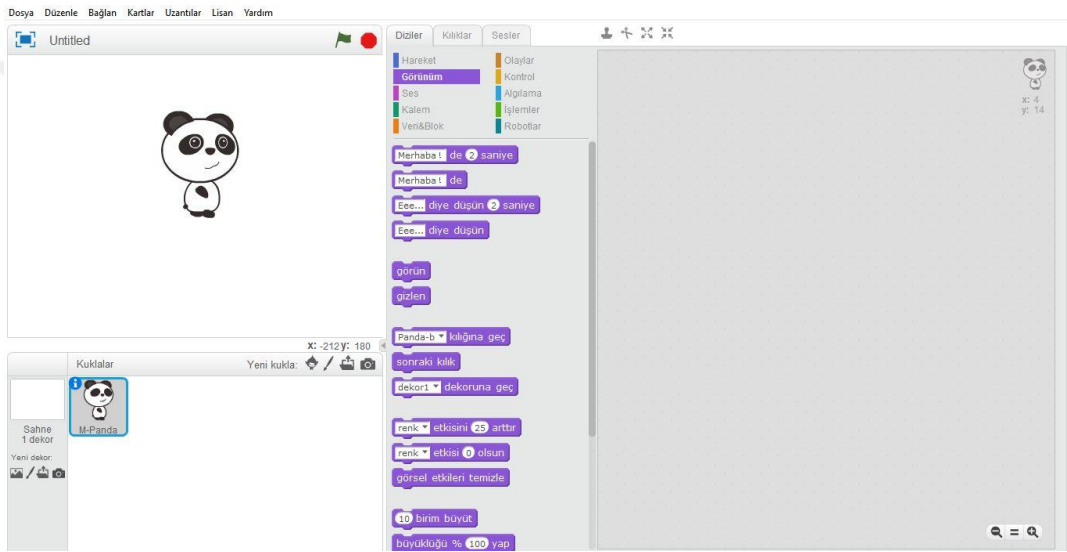 Dosya Düzenle Bağlan Kartlar Uzantılar Lisan Yardım
Untitled
x: -212 y: 180
Kuklalar
Yeni kukla:
Sahne
1 dekor
Yeni dekor:
M-Panda
Diziler Kılıklar Sesler
Hareket Olaylar
Görünüm Kontrol
Ses Algılama
Kalem İşlemler
Veri&Blok Robotlar
Merhaba! de 2 saniye
Merhaba! de
Eee... diye düşün 2 saniye
Eee... diye düşün
görün
gizlen
Panda-b kılığına geç
sonraki kılık
dekor1 dekoruna geç
renk etkisini 25 arttır
renk etkisi 0 olsun
görsel etkileri temizle
10 birim büyüt
büyüklüğü % 100 yap
x: 4
y: 14